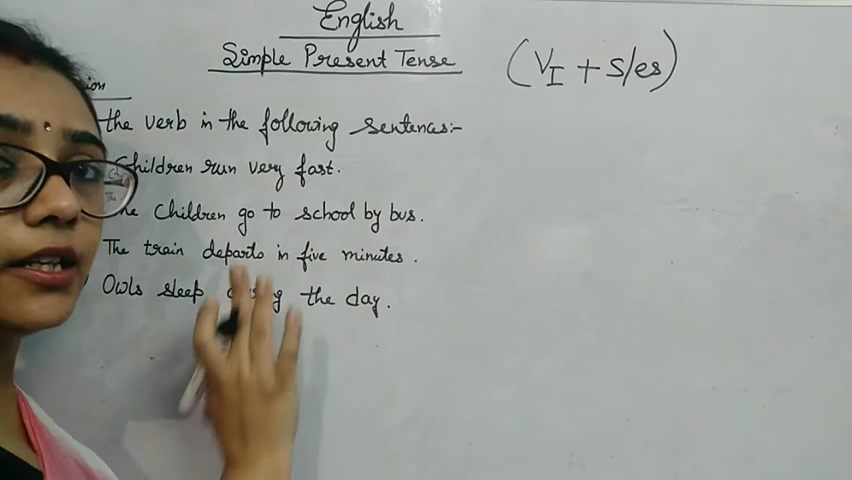 English
Simple Present Tense
(VI + s/es)
the verb in the following sentences:-
Children run very fast.
Children go to school by bus.
The train departs in five minutes.
Owls sleep the day.